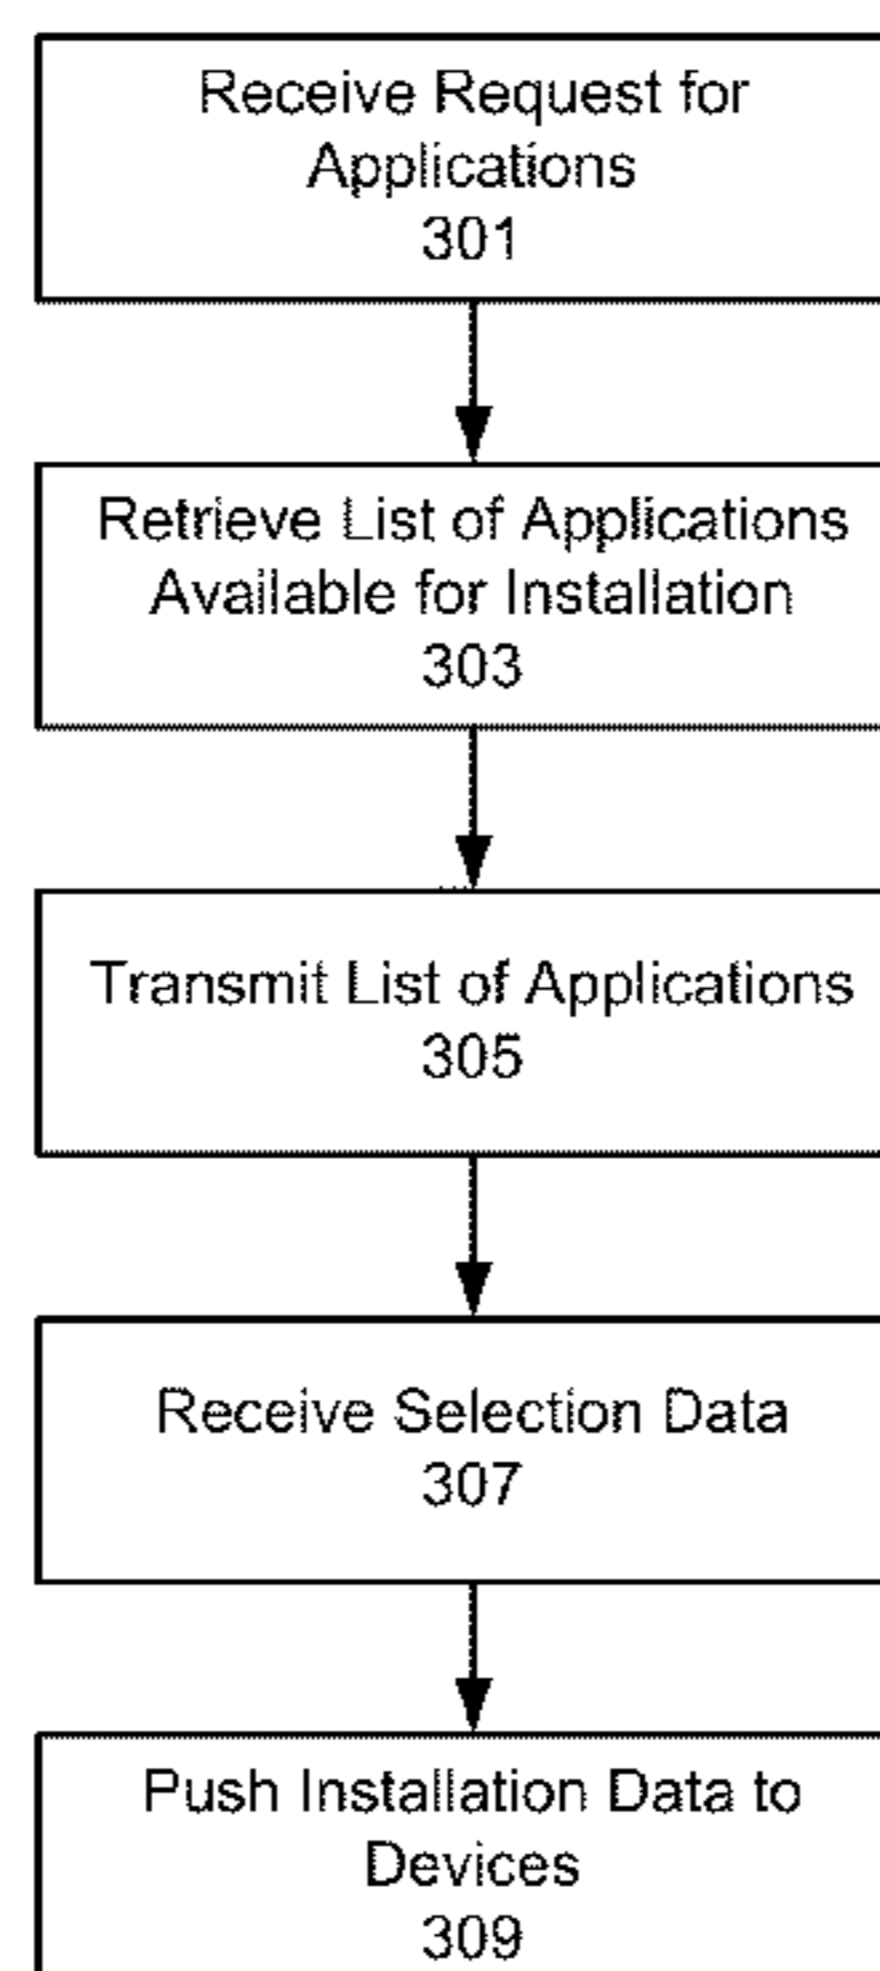 Receive Request for
Applications
301
Retrieve List of Applications
Available for Installation
303
Transmit List of Applications
305
Receive Selection Data
307
Push Installation Data to
Devices
309